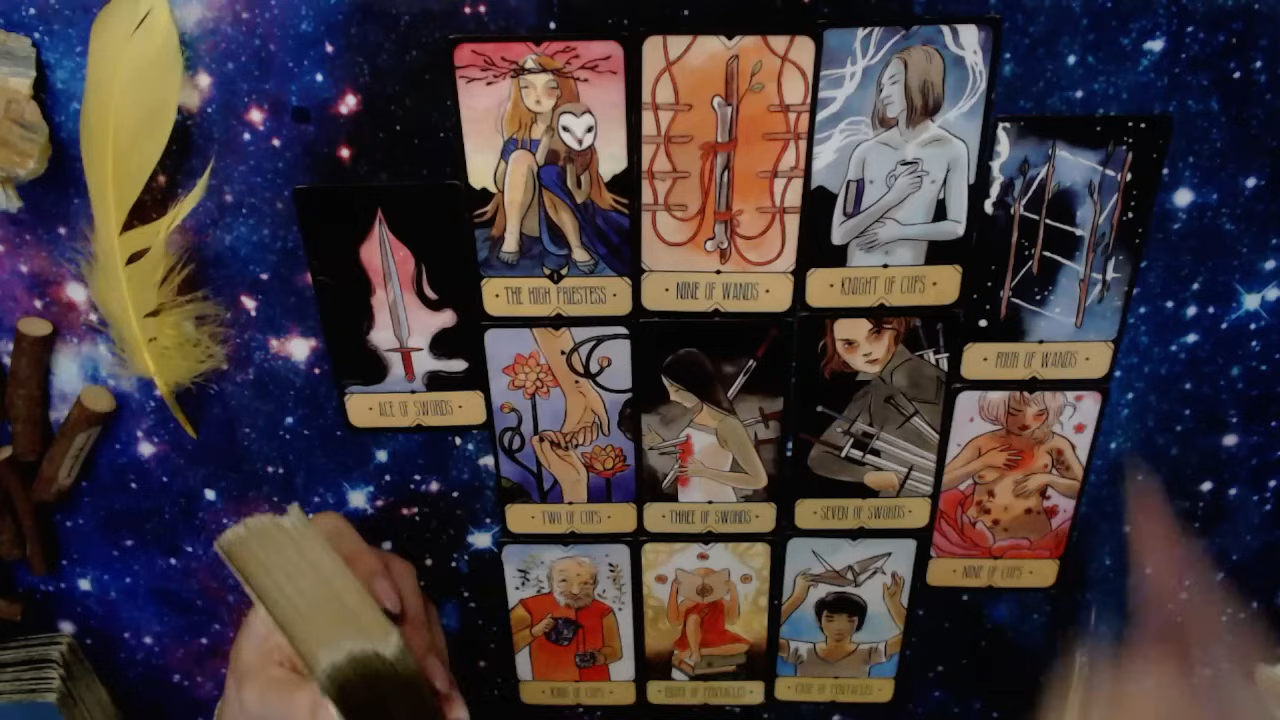 · THE HIGH PRIESTESS ·
· NINE OF WANDS ·
· KNIGHT OF CUPS ·
· FOUR OF WANDS ·
· ACE OF SWORDS ·
· TWO OF CUPS ·
· THREE OF SWORDS ·
· SEVEN OF SWORDS ·
· NINE OF CUPS ·
· KING OF CUPS ·
· EIGHT OF PENTACLES ·
OF PENTACLES ·